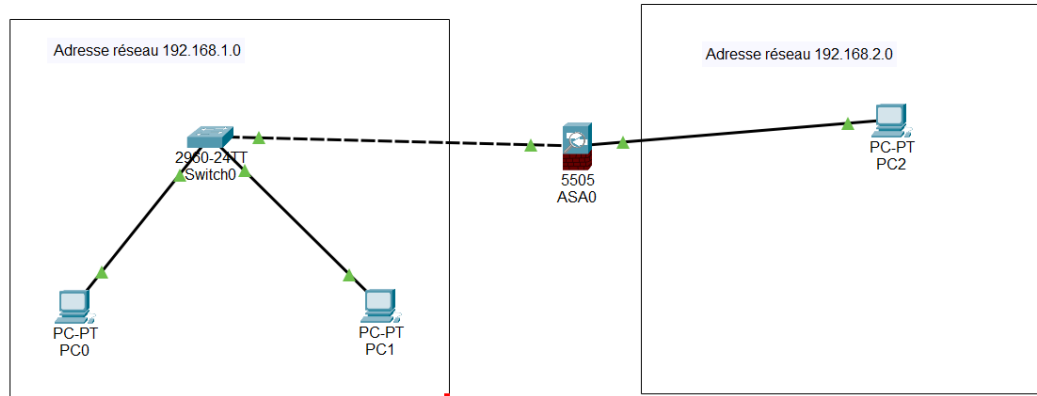 Adresse réseau 192.168.1.0
Adresse réseau 192.168.2.0
2960-24TT
Switch0
5505
ASA0
PC-PT
PC2
PC-PT
PC0
PC-PT
PC1